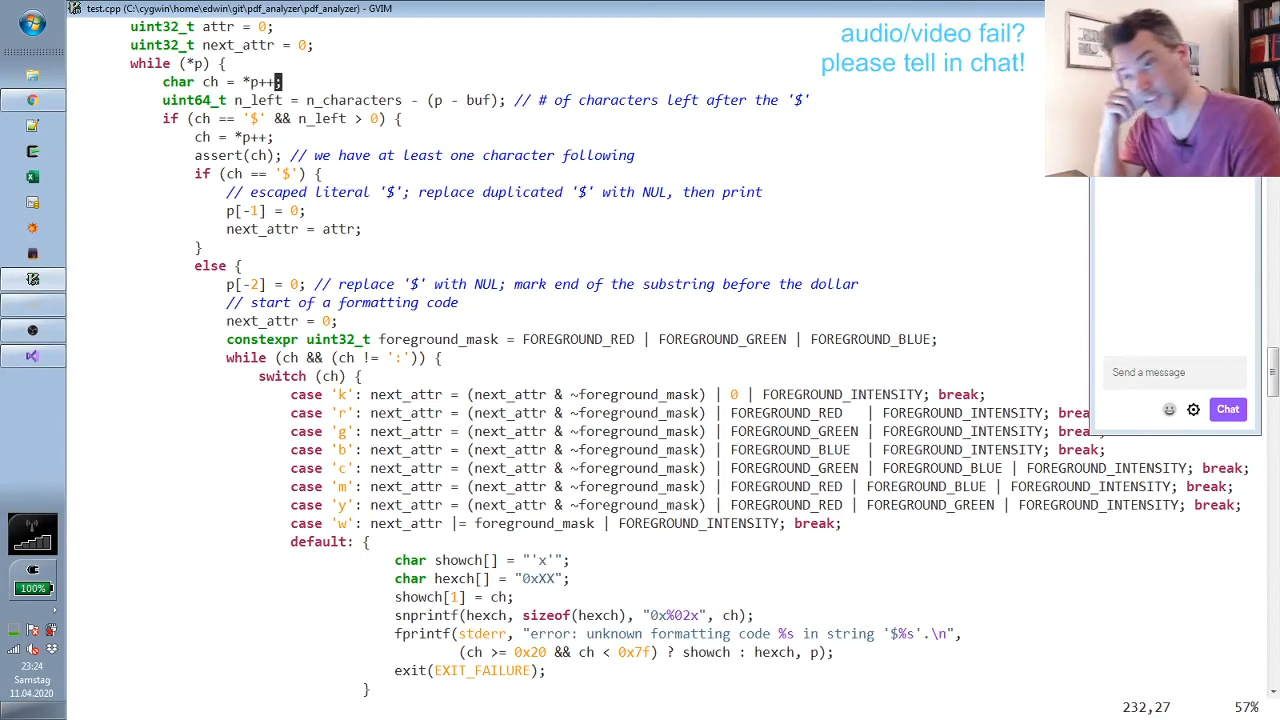 test.cpp (C:\cygwin\home\edwin\git\pdf_analyzer\pdf_analyzer) - GVIM
uint32_t attr = 0;
uint32_t next_attr = 0;
while (*p) {
char ch = *p++;
uint64_t n_left = n_characters - (p - buf); // # of characters left after the '$'
if (ch == '$' && n_left > 0) {
ch = *p++;
assert(ch); // we have at least one character following
if (ch == '$') {
// escaped literal '$'; replace duplicated '$' with NUL, then print
p[-1] = 0;
next_attr = attr;
}
else {
p[-2] = 0; // replace '$' with NUL; mark end of the substring before the dollar
// start of a formatting code
next_attr = 0;
constexpr uint32_t foreground_mask = FOREGROUND_RED | FOREGROUND_GREEN | FOREGROUND_BLUE;
while (ch && (ch != ':')) {
switch (ch) {
case 'k': next_attr = (next_attr & ~foreground_mask) | 0 | FOREGROUND_INTENSITY; break;
case 'r': next_attr = (next_attr & ~foreground_mask) | FOREGROUND_RED | FOREGROUND_INTENSITY; brea
case 'g': next_attr = (next_attr & ~foreground_mask) | FOREGROUND_GREEN | FOREGROUND_INTENSITY; break;
case 'b': next_attr = (next_attr & ~foreground_mask) | FOREGROUND_BLUE | FOREGROUND_INTENSITY; break;
case 'c': next_attr = (next_attr & ~foreground_mask) | FOREGROUND_GREEN | FOREGROUND_BLUE | FOREGROUND_INTENSITY; break;
case 'm': next_attr = (next_attr & ~foreground_mask) | FOREGROUND_RED | FOREGROUND_BLUE | FOREGROUND_INTENSITY; break;
case 'y': next_attr = (next_attr & ~foreground_mask) | FOREGROUND_RED | FOREGROUND_GREEN | FOREGROUND_INTENSITY; break;
case 'w': next_attr |= foreground_mask | FOREGROUND_INTENSITY; break;
default: {
char showch[] = "'x'";
char hexch[] = "0xXX";
showch[1] = ch;
snprintf(hexch, sizeof(hexch), "0x%02x", ch);
fprintf(stderr, "error: unknown formatting code %s in string '$%s'.\n",
(ch >= 0x20 && ch < 0x7f) ? showch : hexch, p);
exit(EXIT_FAILURE);
}
232,27 57%
audio/video fail?
please tell in chat!
Send a message
Chat
100%
23:24
Samstag
11.04.2020